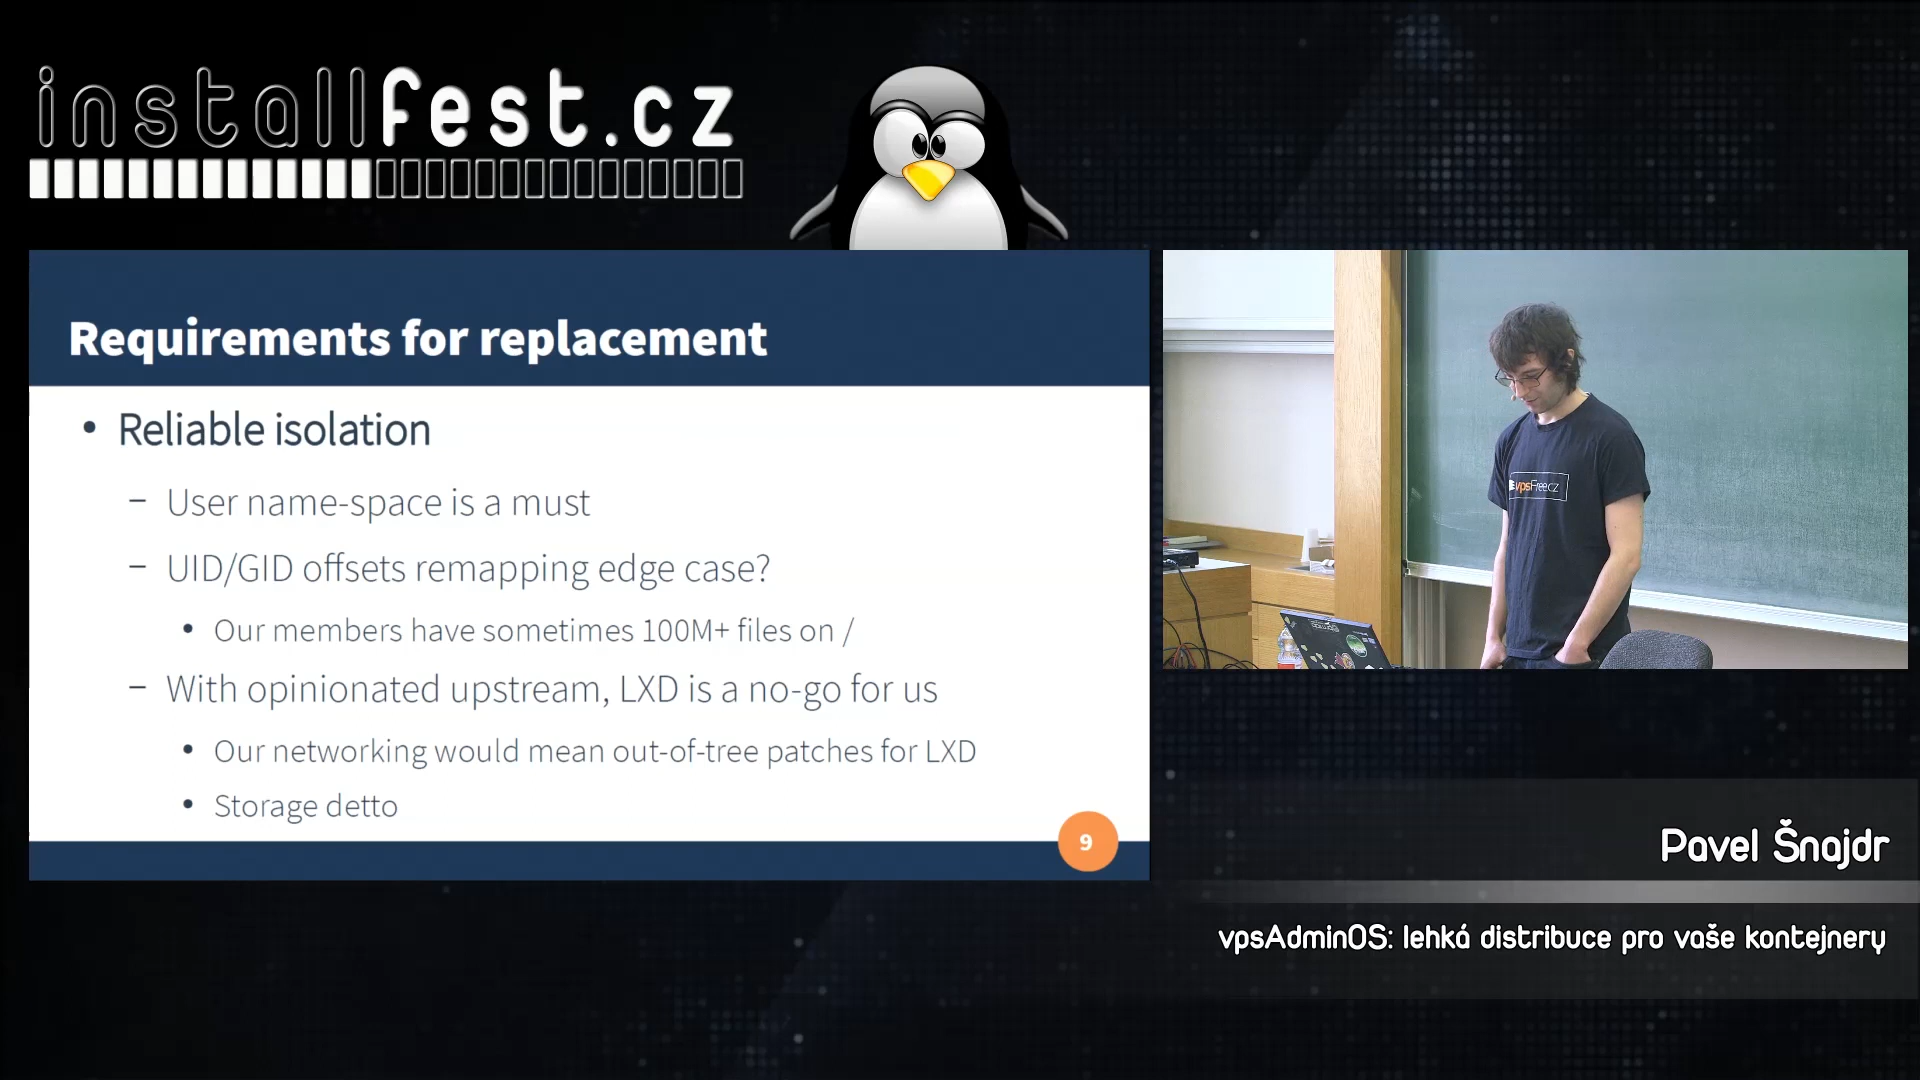 installfest.cz
Requirements for replacement
• Reliable isolation
– User name-space is a must
– UID/GID offsets remapping edge case?
• Our members have sometimes 100M+ files on /
– With opinionated upstream, LXD is a no-go for us
• Our networking would mean out-of-tree patches for LXD
• Storage detto
9
vpsFree.cz
Pavel Šnajdr
vpsAdminOS: lehká distribuce pro vaše kontejnery